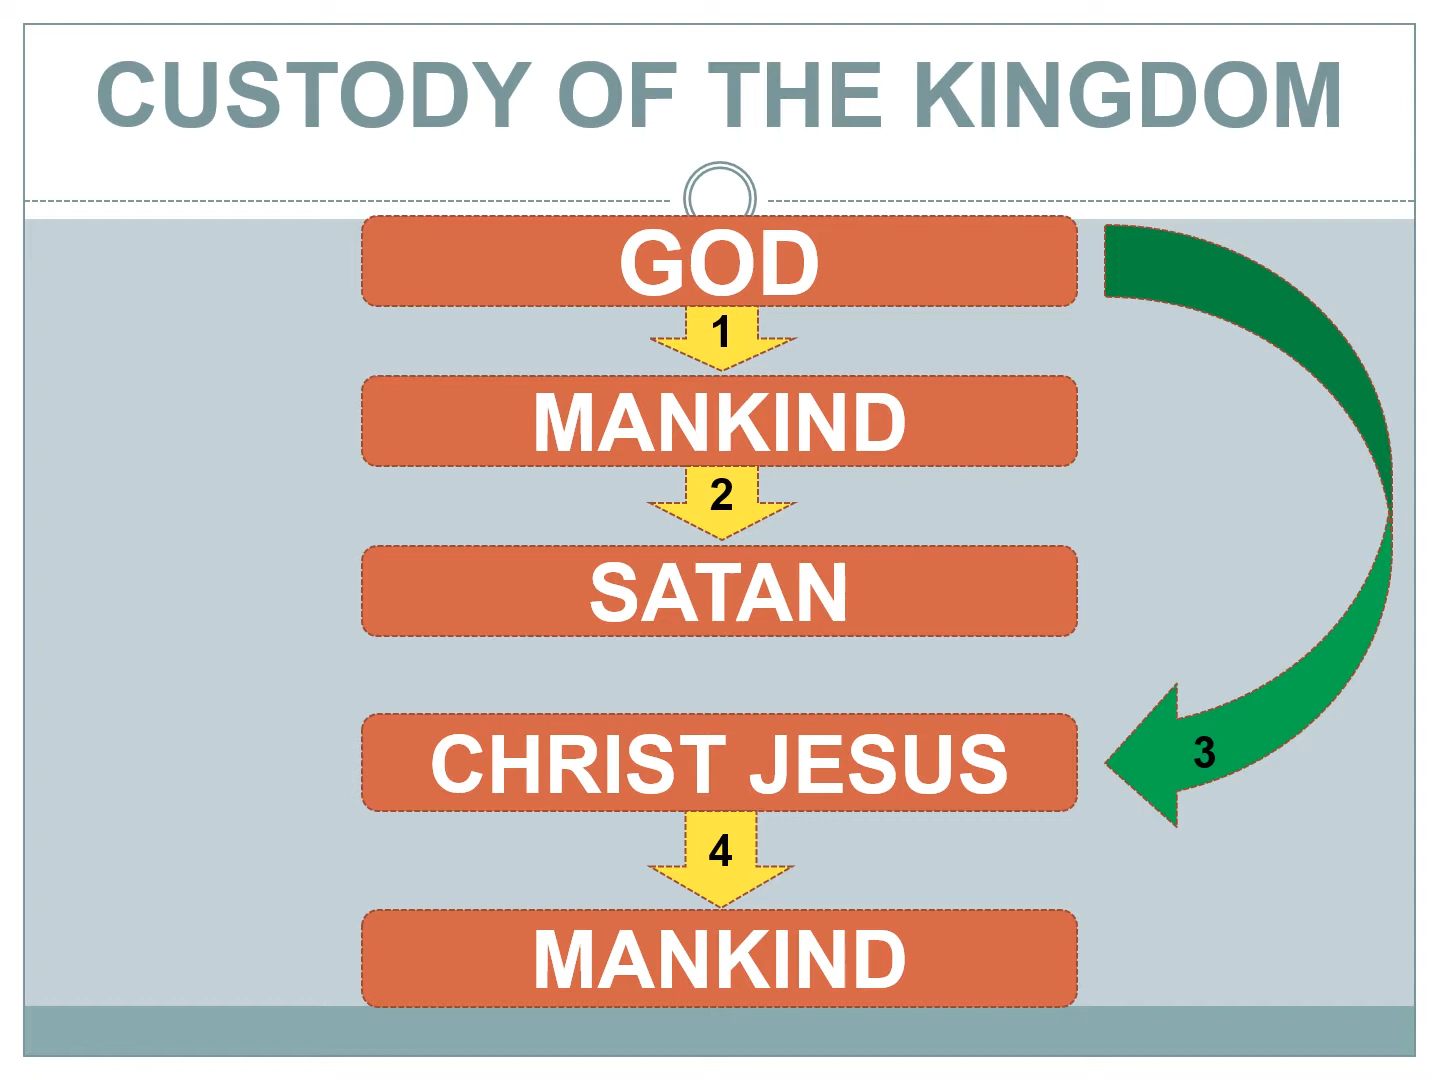 CUSTODY OF THE KINGDOM
GOD
1
MANKIND
2
SATAN
CHRIST JESUS
3
4
MANKIND